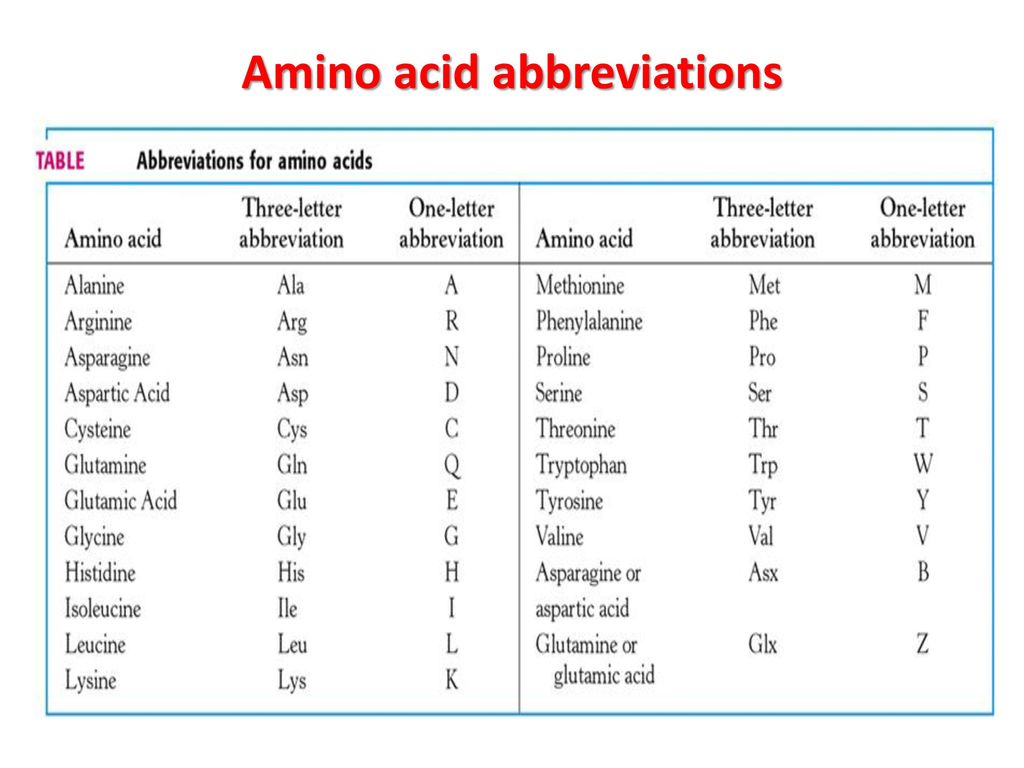 Amino acid abbreviations
TABLE Abbreviations for amino acids
Three-letter One-letter Three-letter One-letter
Amino acid abbreviation abbreviation Amino acid abbreviation abbreviation
Alanine Ala A Methionine Met M
Arginine Arg R Phenylalanine Phe F
Asparagine Asn N Proline Pro P
Aspartic Acid Asp D Serine Ser S
Cysteine Cys C Threonine Thr T
Glutamine Gln Q Tryptophan Trp W
Glutamic Acid Glu E Tyrosine Tyr Y
Glycine Gly G Valine Val V
Histidine His H Asparagine or Asx B
Isoleucine Ile I aspartic acid
Leucine Leu L Glutamine or Glx Z
Lysine Lys K glutamic acid